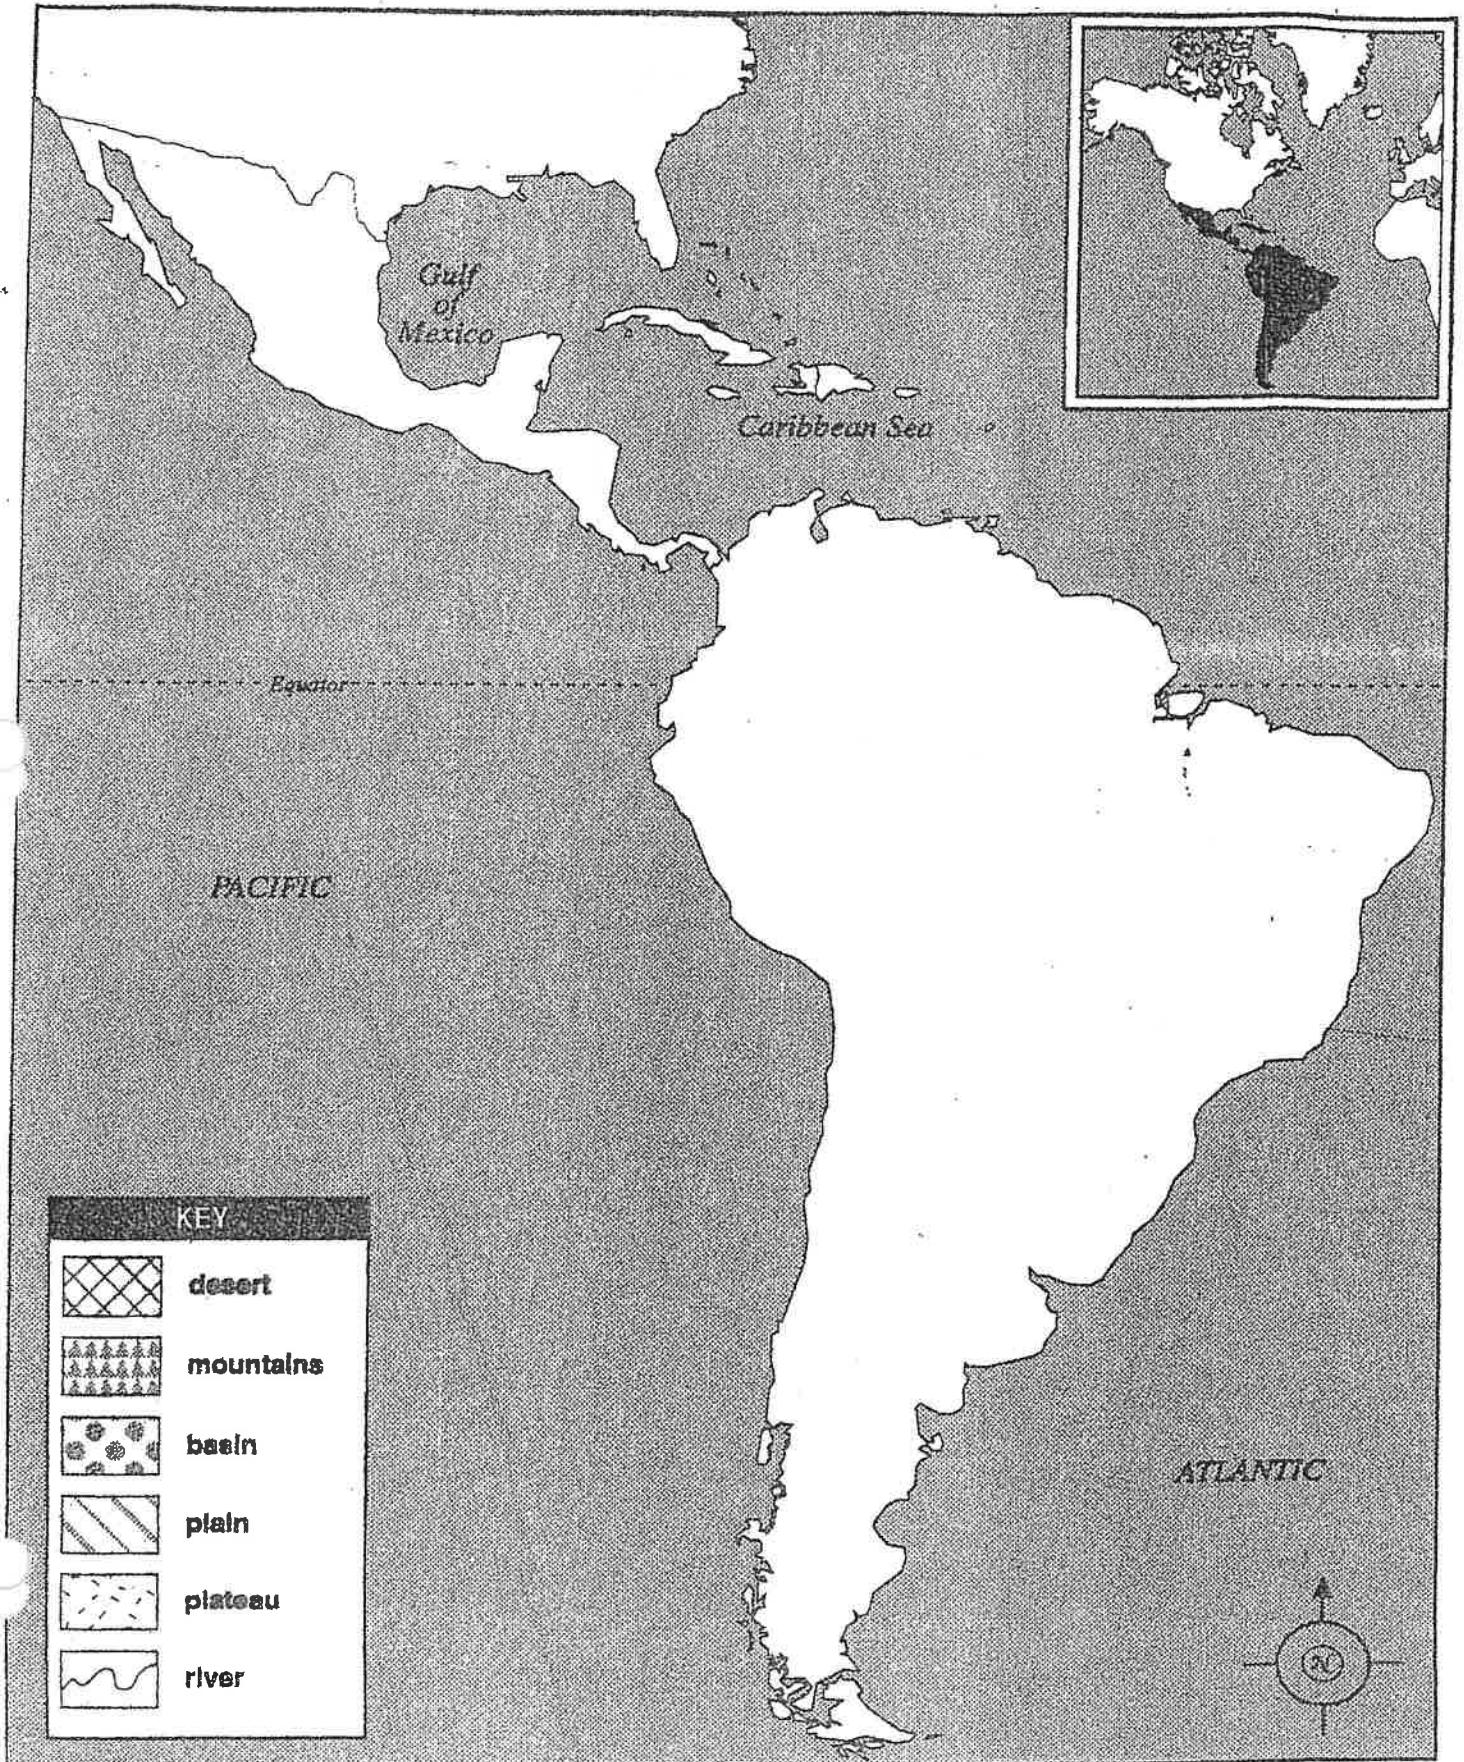 Gulf
of
Mexico
Caribbean Sea
Equator
PACIFIC
ATLANTIC
KEY
desert
mountains
basin
plain
plateau
river
N